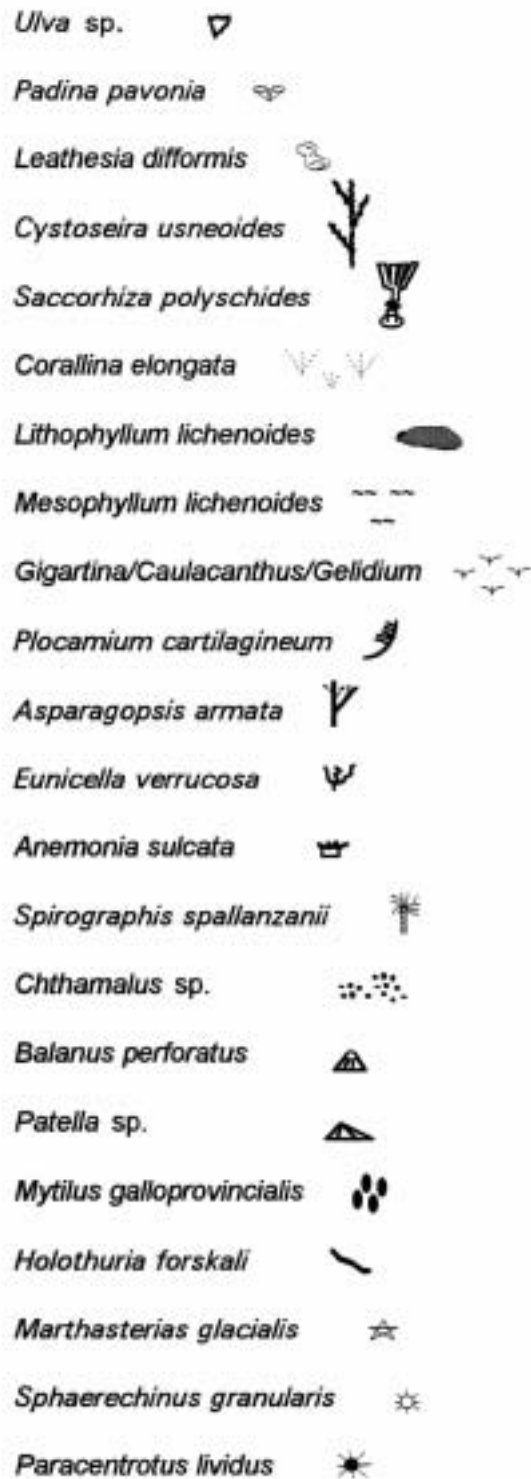 Ulva sp.
Padina pavonia
Leathesia difformis
Cystoseira usneoides
Saccorhiza polyschides
Corallina elongata
Lithophyllum lichenoides
Mesophyllum lichenoides
Gigartina/Caulacanthus/Gelidium
Plocamium cartilagineum
Asparagopsis armata
Eunicella verrucosa
Anemonia sulcata
Spirographis spallanzanii
Chthamalus sp.
Balanus perforatus
Patella sp.
Mytilus galloprovincialis
Holothuria forskali
Marthasterias glacialis
Sphaerechinus granularis
Paracentrotus lividus